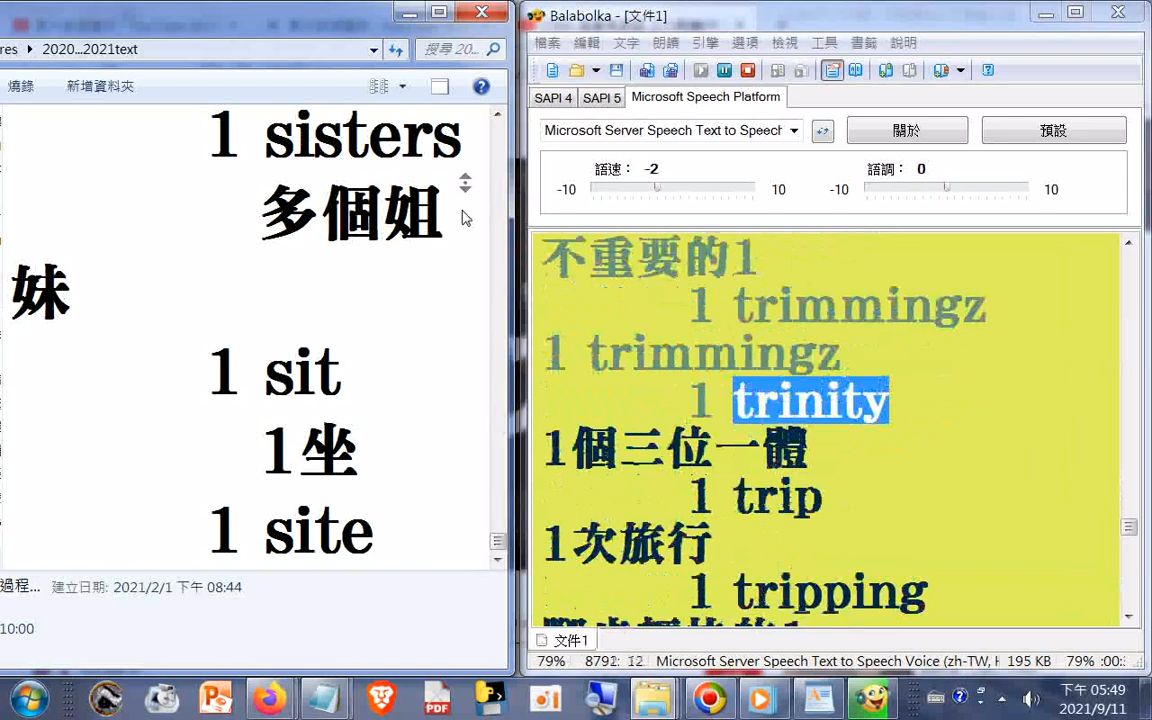 res ▸ 2020...2021text
搜尋 20...
燒錄 新增資料夾
1 sisters
多個姐
妹
1 sit
1坐
1 site
過程... 建立日期: 2021/2/1 下午 08:44
10:00
Balabolka - [文件1]
檔案 編輯 文字 朗讀 引擎 選項 檢視 工具 書籤 說明
SAPI 4 SAPI 5 Microsoft Speech Platform
Microsoft Server Speech Text to Speech 關於 預設
語速： -2 語調： 0
-10 10 -10 10
不重要的1
1 trimmingz
1 trimmingz
1 trinity
1個三位一體
1 trip
1次旅行
1 tripping
文件1
79% 8792: 12 Microsoft Server Speech Text to Speech Voice (zh-TW, 195 KB 79% :00:
PDF
下午 05:49
2021/9/11